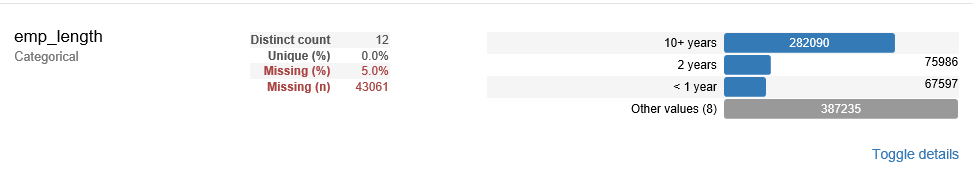 emp_length
Categorical
Distinct count 12
Unique (%) 0.0%
Missing (%) 5.0%
Missing (n) 43061
10+ years 282090
2 years 75986
< 1 year 67597
Other values (8) 387235
Toggle details